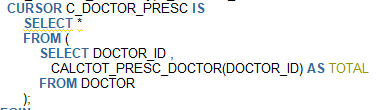 CURSOR C_DOCTOR_PRESC IS
SELECT *
FROM (
SELECT DOCTOR_ID ,
CALCTOT_PRESC_DOCTOR(DOCTOR_ID) AS TOTAL
FROM DOCTOR
);